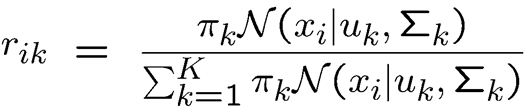 r_{ik} = \frac{\pi_k \mathcal{N}(x_i | u_k, \Sigma_k)}{\sum_{k=1}^{K} \pi_k \mathcal{N}(x_i | u_k, \Sigma_k)}